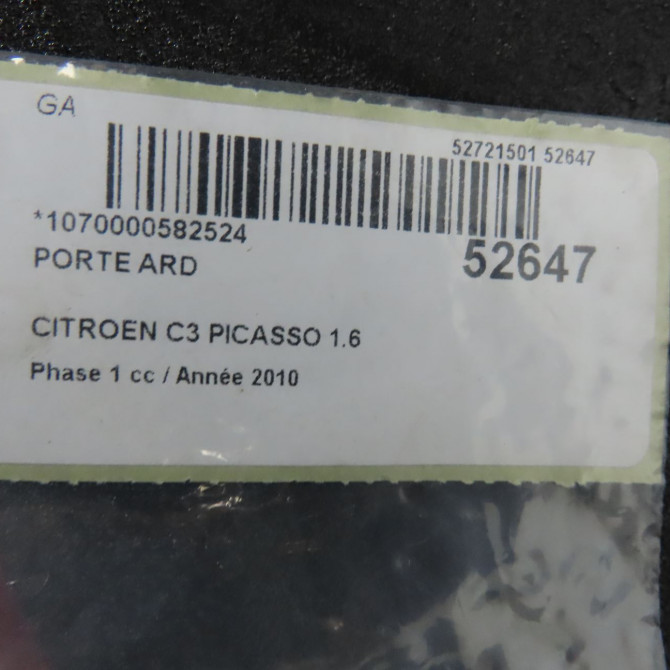 GA
52721501 52647
*1070000582524
52647
PORTE ARD
CITROEN C3 PICASSO 1.6
Phase 1 cc / Année 2010